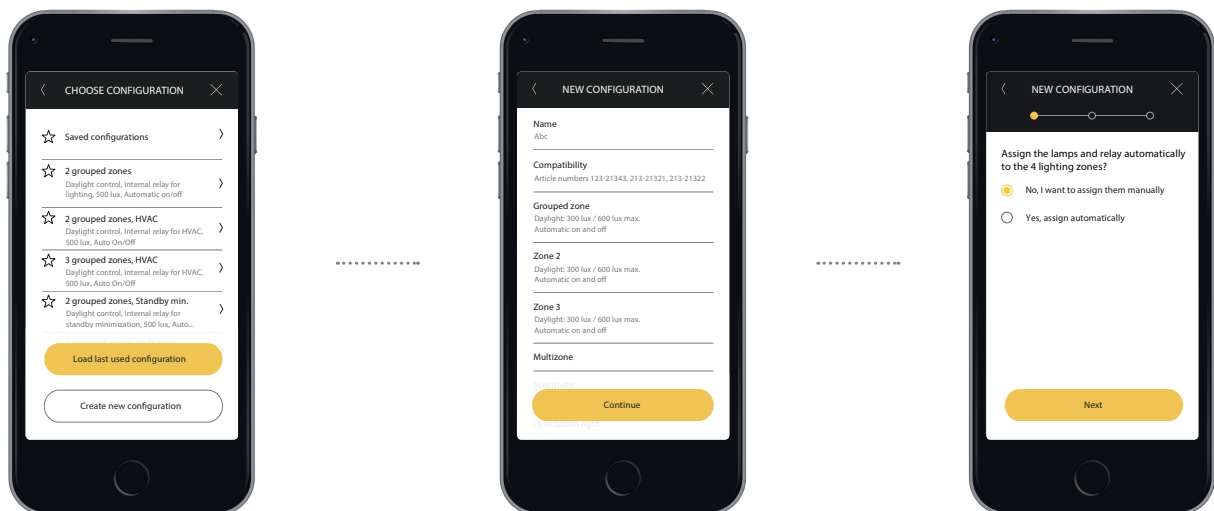 CHOOSE CONFIGURATION
Saved configurations
2 grouped zones
Daylight control, Internal relay for
lighting, 500 lux, Automatic on/off
2 grouped zones, HVAC
Daylight control, Internal relay for HVAC,
500 lux, Auto On/Off
3 grouped zones, HVAC
Daylight control, Internal relay for HVAC,
500 lux, Auto On/Off
2 grouped zones, Standby min.
Daylight control, Internal relay for
standby minimization, 500 lux, Auto...
Load last used configuration
Create new configuration
NEW CONFIGURATION
Name
Abc
Compatibility
Article numbers 123-21343, 213-21321, 213-21322
Grouped zone
Daylight: 300 lux / 600 lux max.
Automatic on and off
Zone 2
Daylight: 300 lux / 600 lux max.
Automatic on and off
Zone 3
Daylight: 300 lux / 600 lux max.
Automatic on and off
Multizone
Sensitivity
Continue
Orientation light
NEW CONFIGURATION
Assign the lamps and relay automatically
to the 4 lighting zones?
No, I want to assign them manually
Yes, assign automatically
Next